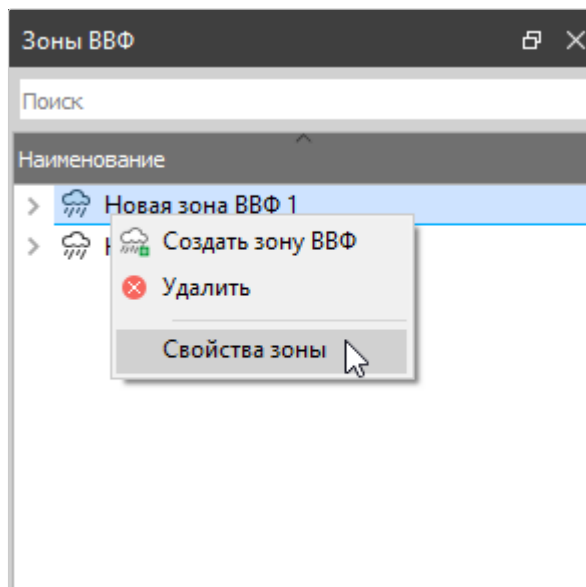 Зоны ВВФ
Поиск
Наименование
Новая зона ВВФ 1
Создать зону ВВФ
Удалить
Свойства зоны